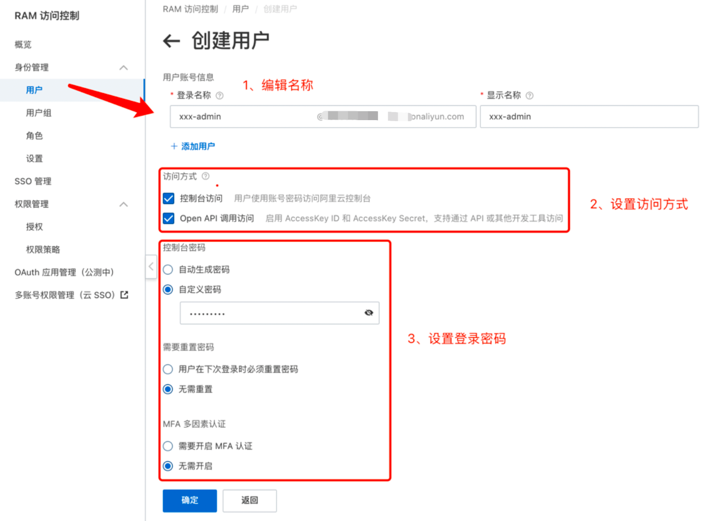 RAM 访问控制
概览
身份管理
用户
用户组
角色
设置
SSO 管理
权限管理
授权
权限策略
OAuth 应用管理（公测中）
多账号权限管理（云 SSO）
RAM 访问控制 / 用户 / 创建用户
← 创建用户
用户账号信息
1、编辑名称
* 登录名称
* 显示名称
xxx-admin
onaliyun.com
xxx-admin
+ 添加用户
访问方式
控制台访问 用户使用账号密码访问阿里云控制台
Open API 调用访问 启用 AccessKey ID 和 AccessKey Secret，支持通过 API 或其他开发工具访问
2、设置访问方式
控制台密码
自动生成密码
自定义密码
•••••••••
3、设置登录密码
需要重置密码
用户在下次登录时必须重置密码
无需重置
MFA 多因素认证
需要开启 MFA 认证
无需开启
确定
返回